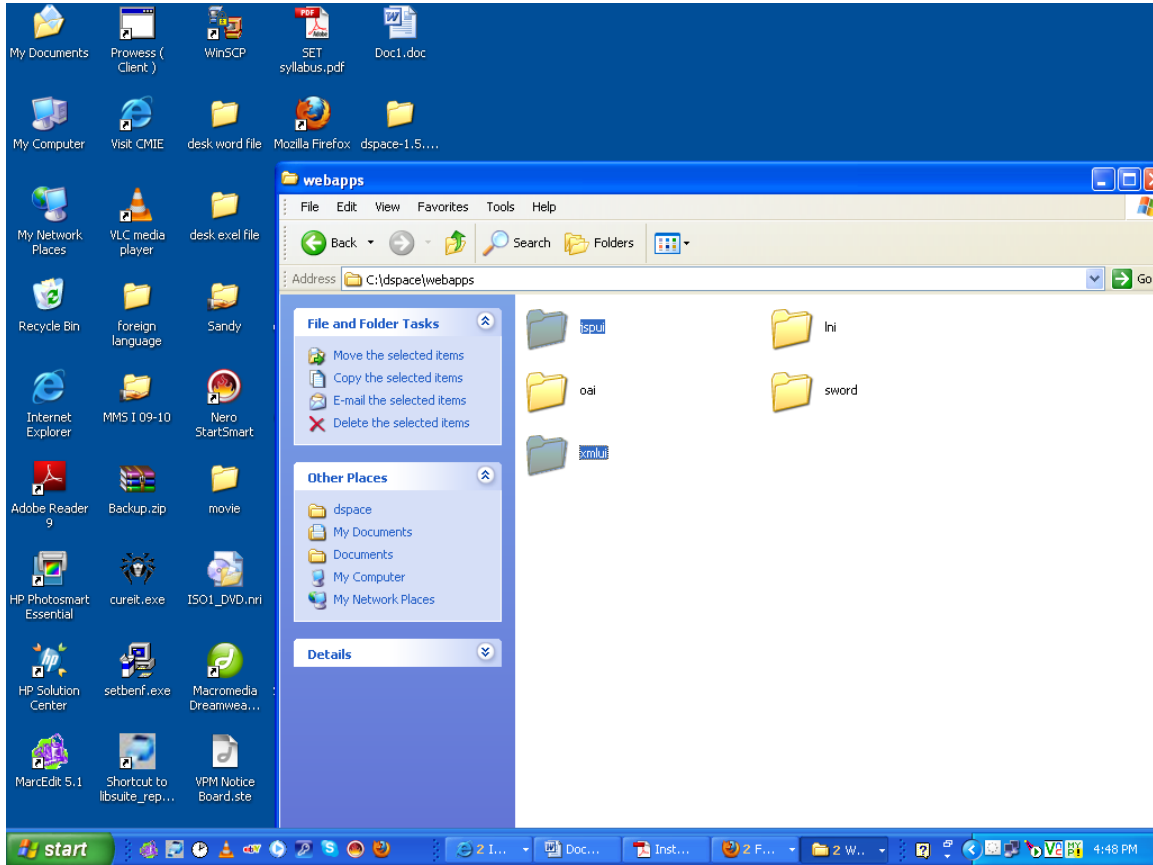 My Documents
Prowess (
Client )
WinSCP
SET
syllabus.pdf
Doc1.doc
My Computer
Visit CMIE
desk word file
Mozilla Firefox
dspace-1.5....
My Network
Places
VLC media
player
desk exel file
Recycle Bin
foreign
language
Sandy
Internet
Explorer
MMS I 09-10
Nero
StartSmart
Adobe Reader
9
Backup.zip
movie
HP Photosmart
Essential
cureit.exe
ISO1_DVD.nri
HP Solution
Center
setbenf.exe
Macromedia
Dreamwea...
MarcEdit 5.1
Shortcut to
libsuite_rep...
VPM Notice
Board.ste
webapps
File Edit View Favorites Tools Help
Back Search Folders
Address C:\dspace\webapps Go
File and Folder Tasks
Move the selected items
Copy the selected items
E-mail the selected items
Delete the selected items
Other Places
dspace
My Documents
Documents
My Computer
My Network Places
Details
jspui
lni
oai
sword
xmlui
start
2 I...
Doc...
Inst...
2 F...
2 W...
4:48 PM